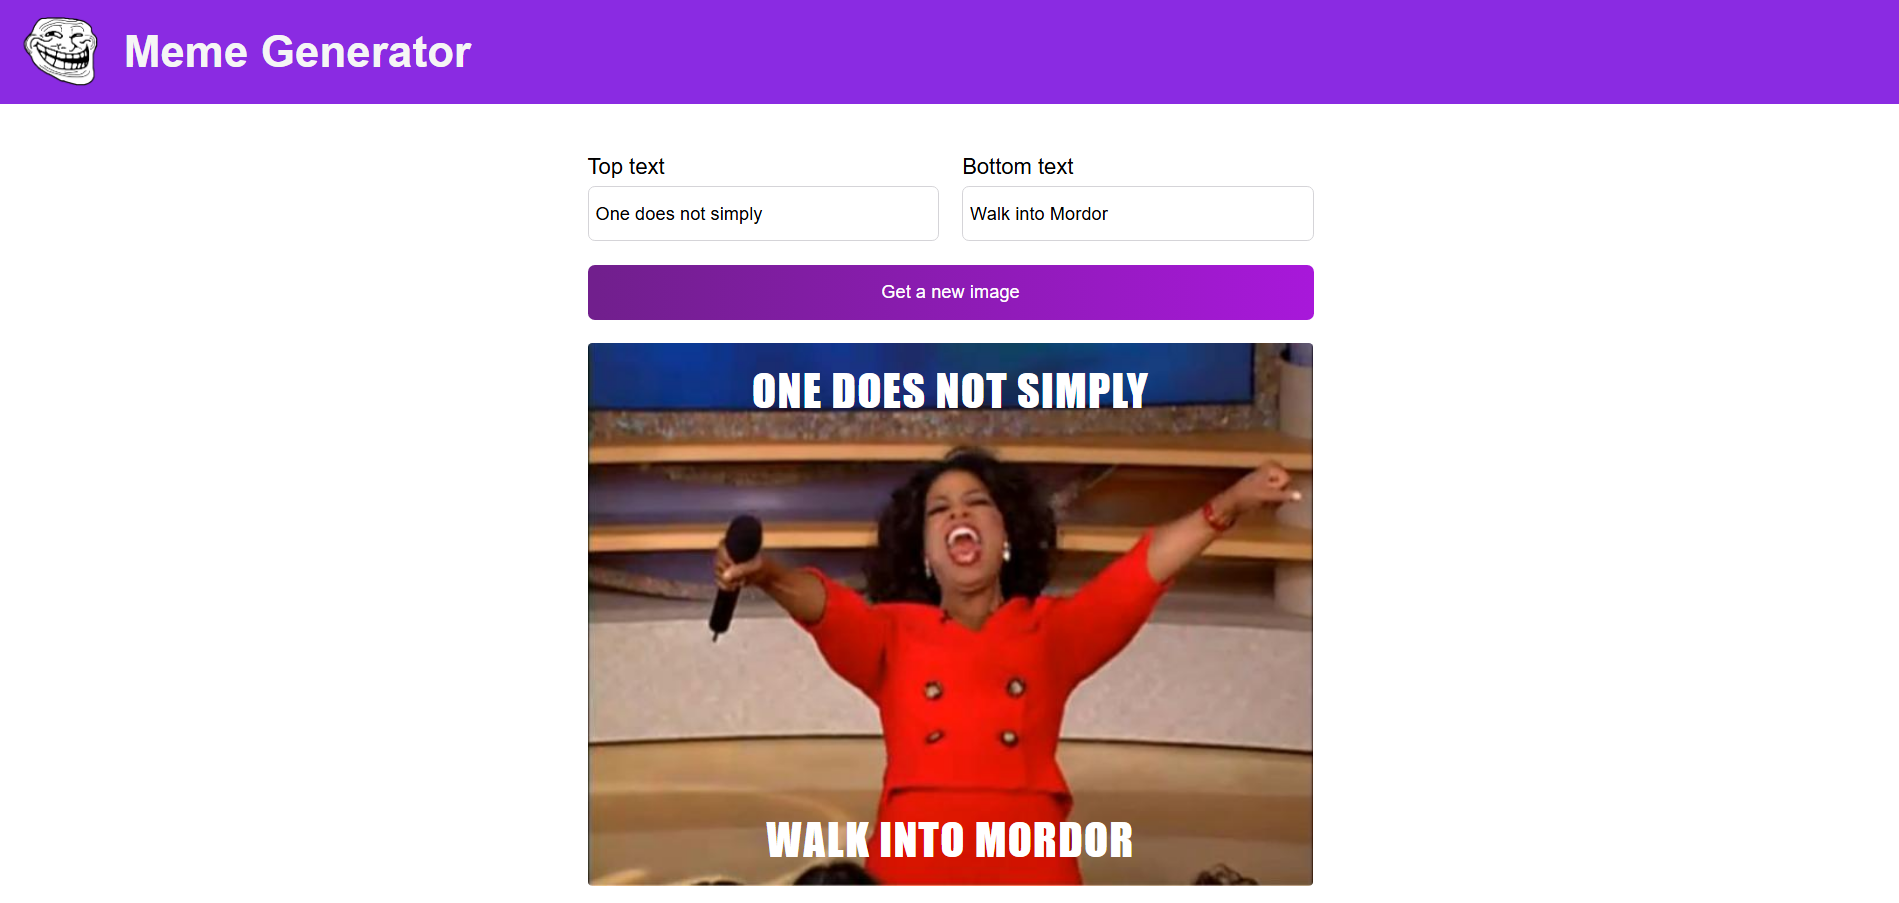 Meme Generator
Top text
Bottom text
One does not simply
Walk into Mordor
Get a new image
ONE DOES NOT SIMPLY
WALK INTO MORDOR